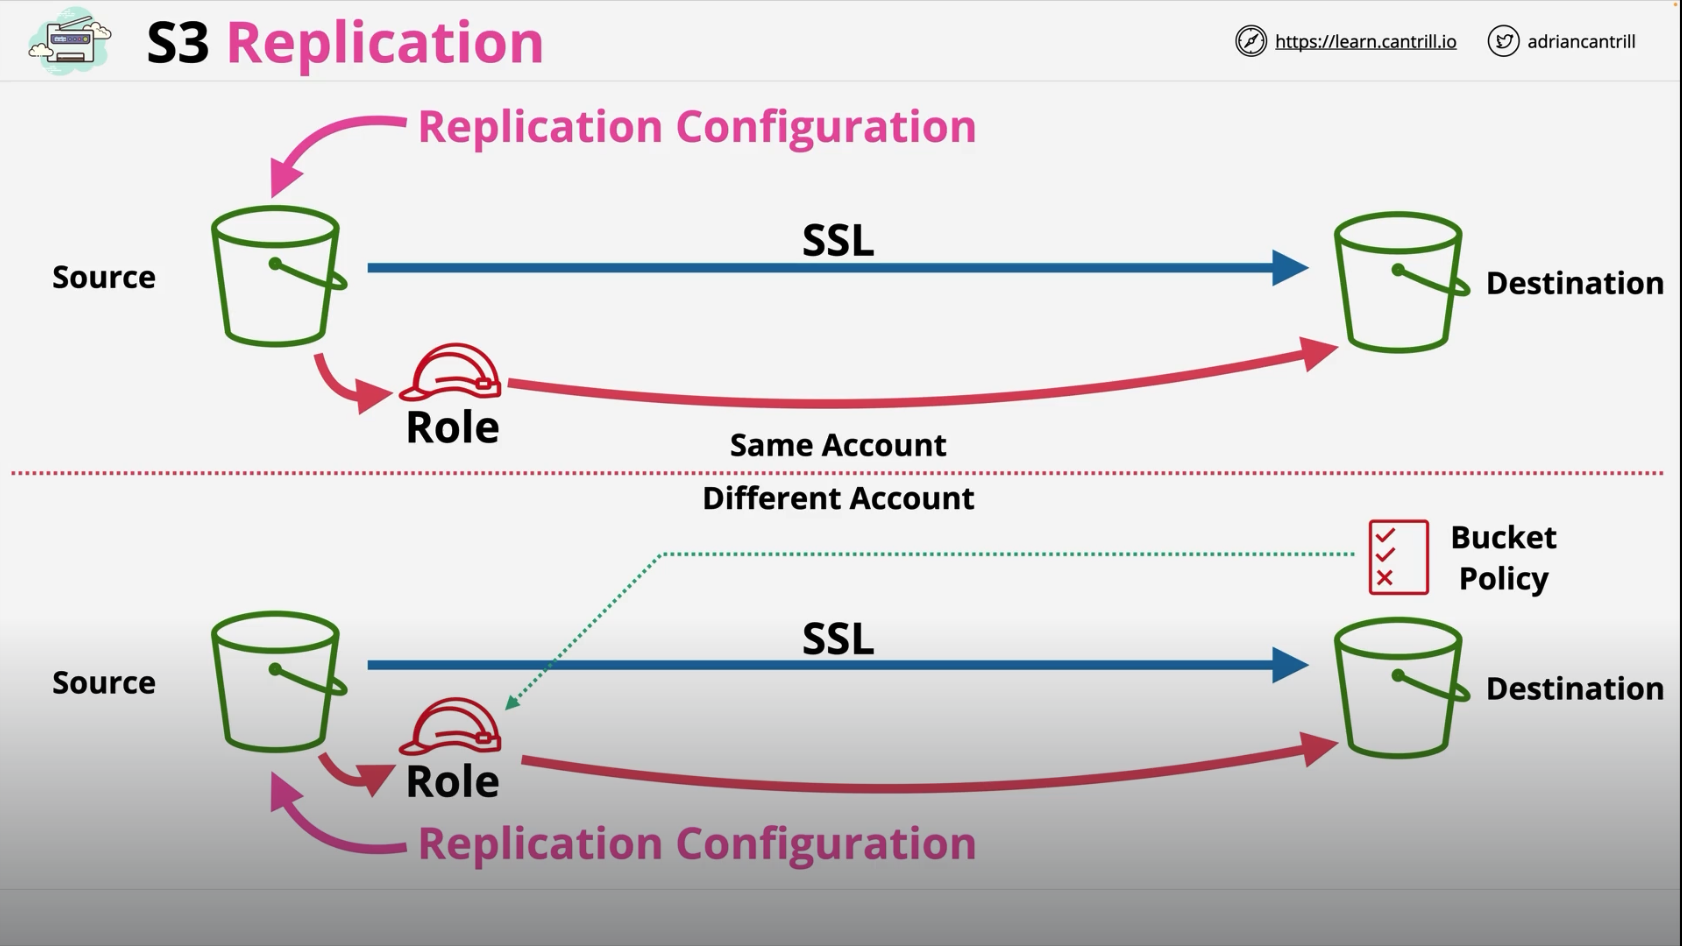 S3 Replication
https://learn.cantrill.io
adriancantrill
Replication Configuration
SSL
Source
Destination
Role
Same Account
Different Account
Bucket
Policy
SSL
Source
Destination
Role
Replication Configuration